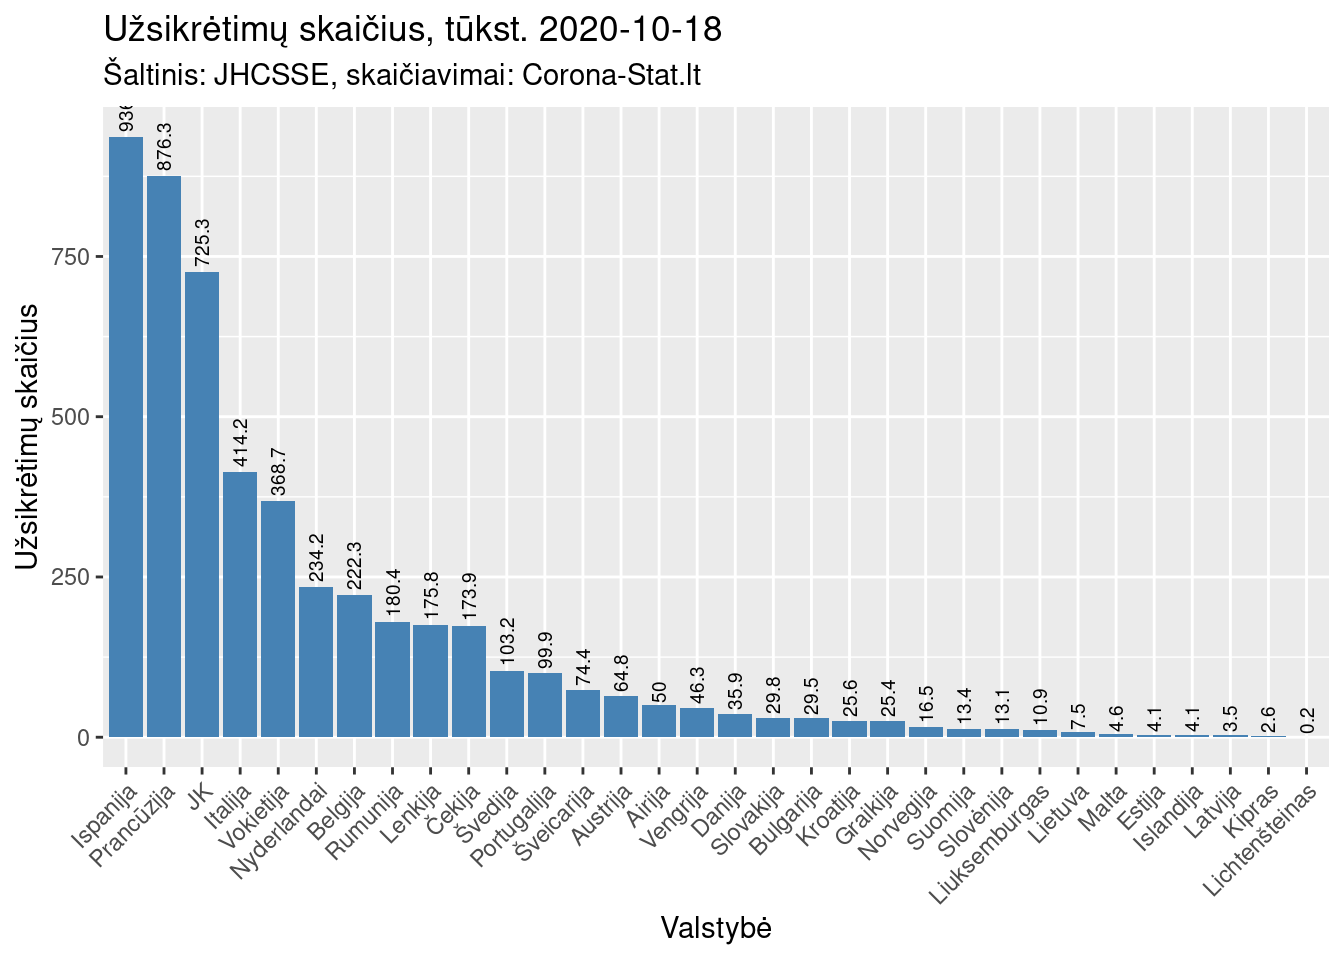 Užsikrėtimų skaičius, tūkst. 2020-10-18
Šaltinis: JHCSSE, skaičiavimai: Corona-Stat.lt
Užsikrėtimų skaičius
750
500
250
0
876.3
725.3
414.2
368.7
234.2
222.3
180.4
175.8
173.9
103.2
99.9
74.4
64.8
50
46.3
35.9
29.8
29.5
25.6
25.4
16.5
13.4
13.1
10.9
7.5
4.6
4.1
4.1
3.5
2.6
0.2
Ispanija
Prancūzija
JK
Italija
Vokietija
Nyderlandai
Belgija
Rumunija
Lenkija
Čekija
Švedija
Portugalija
Šveicarija
Austrija
Airija
Vengrija
Danija
Slovakija
Bulgarija
Kroatija
Graikija
Norvegija
Suomija
Slovėnija
Liuksemburgas
Lietuva
Malta
Estija
Islandija
Latvija
Kipras
Lichtenšteinas
Valstybė